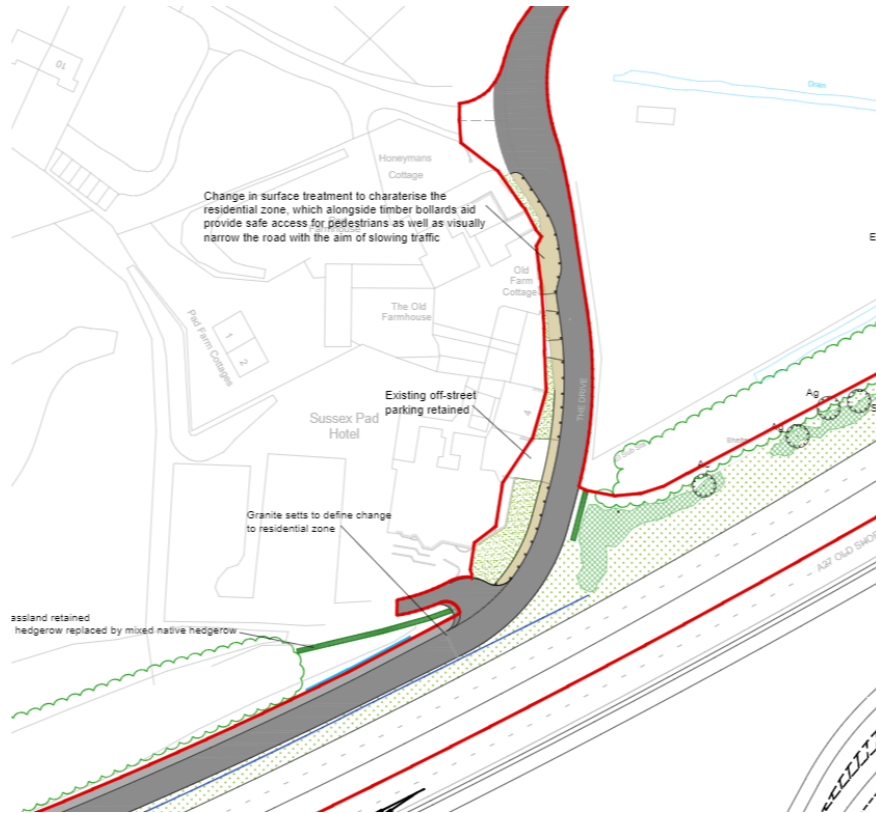 10
Drain
Honeymans
Cottage
Change in surface treatment to charaterise the
residential zone, which alongside timber bollards aid
provide safe access for pedestrians as well as visually
narrow the road with the aim of slowing traffic
Farmhouse
E
Old
Farm
Cottage
The Old
Farmhouse
Pad Farm Cottages
1
2
Existing off-street
parking retained
4
THE DRIVE
Sussex Pad
Hotel
Ag
Ag
S
Granite setts to define change
to residential zone
A27 OLD SHOR
assland retained
hedgerow replaced by mixed native hedgerow